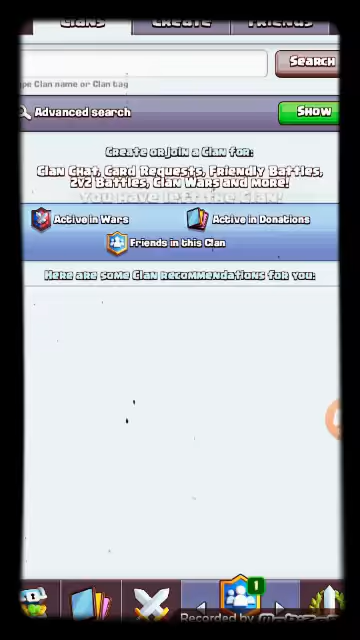 Clans
Create
Friends
Search
ype Clan name or Clan tag
Advanced search
Show
Create or join a Clan for:
Clan Chat, Card Requests, Friendly Battles,
2v2 Battles, Clan Wars and more!
You have left the Clan!
Active in Wars
Active in Donations
Friends in this Clan
Here are some Clan recommendations for you:
1
Recorded by